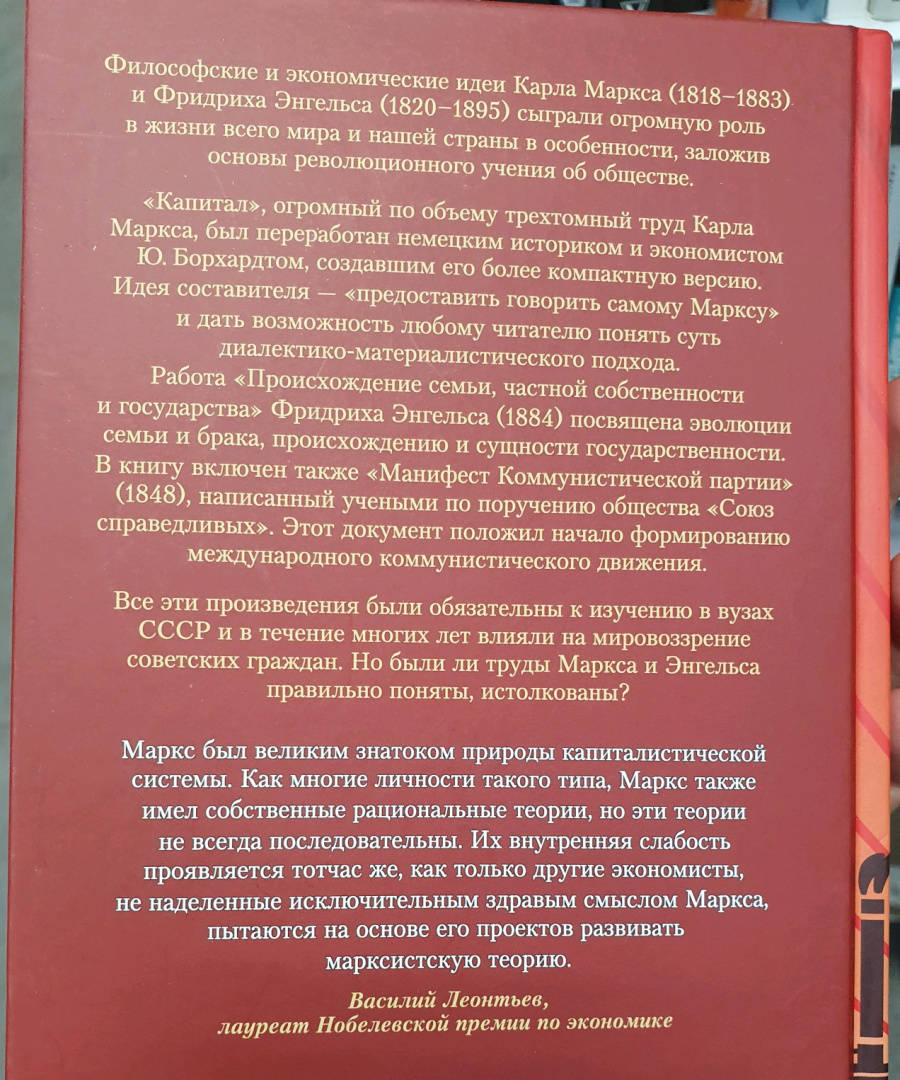 Философские и экономические идеи Карла Маркса (1818–1883)
и Фридриха Энгельса (1820–1895) сыграли огромную роль
в жизни всего мира и нашей страны в особенности, заложив
основы революционного учения об обществе.
«Капитал», огромный по объему трехтомный труд Карла
Маркса, был переработан немецким историком и экономистом
Ю. Борхардтом, создавшим его более компактную версию.
Идея составителя — «предоставить говорить самому Марксу»
и дать возможность любому читателю понять суть
диалектико-материалистического подхода.
Работа «Происхождение семьи, частной собственности
и государства» Фридриха Энгельса (1884) посвящена эволюции
семьи и брака, происхождению и сущности государственности.
В книгу включен также «Манифест Коммунистической партии»
(1848), написанный учеными по поручению общества «Союз
справедливых». Этот документ положил начало формированию
международного коммунистического движения.
Все эти произведения были обязательны к изучению в вузах
СССР и в течение многих лет влияли на мировоззрение
советских граждан. Но были ли труды Маркса и Энгельса
правильно поняты, истолкованы?
Маркс был великим знатоком природы капиталистической
системы. Как многие личности такого типа, Маркс также
имел собственные рациональные теории, но эти теории
не всегда последовательны. Их внутренняя слабость
проявляется тотчас же, как только другие экономисты,
не наделенные исключительным здравым смыслом Маркса,
пытаются на основе его проектов развивать
марксистскую теорию.
Василий Леонтьев,
лауреат Нобелевской премии по экономике